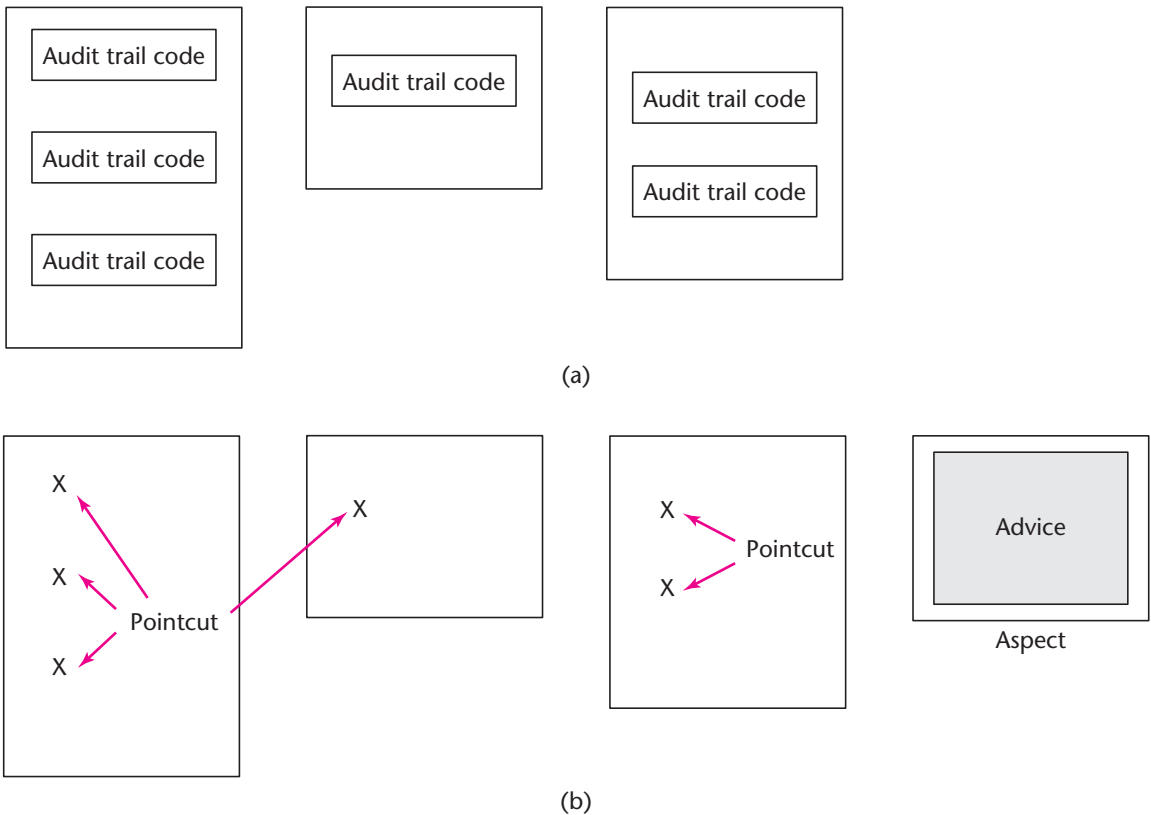 Audit trail code
Audit trail code
Audit trail code
Audit trail code
Audit trail code
Audit trail code
(a)
X
X
X
Pointcut
X
X
X
Pointcut
Advice
Aspect
(b)